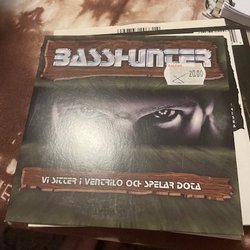 BASSHUNTER
20:00
VI SITTER I VENTRILO OCH SPELAR DOTA